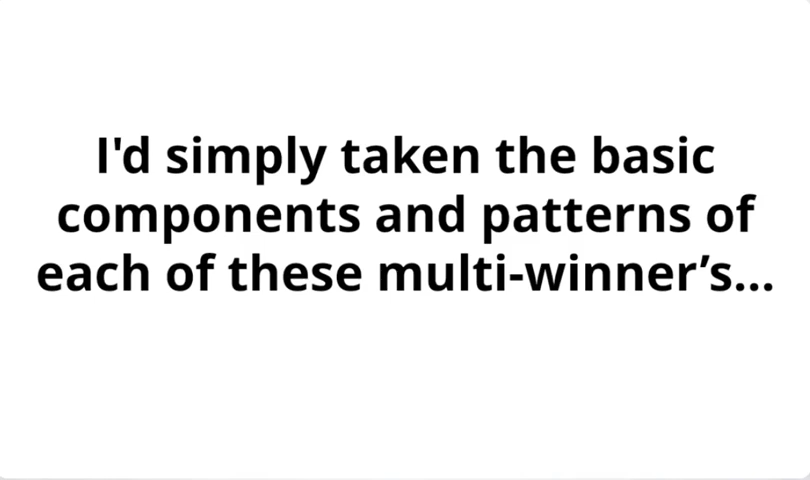 I'd simply taken the basic
components and patterns of
each of these multi-winner’s...